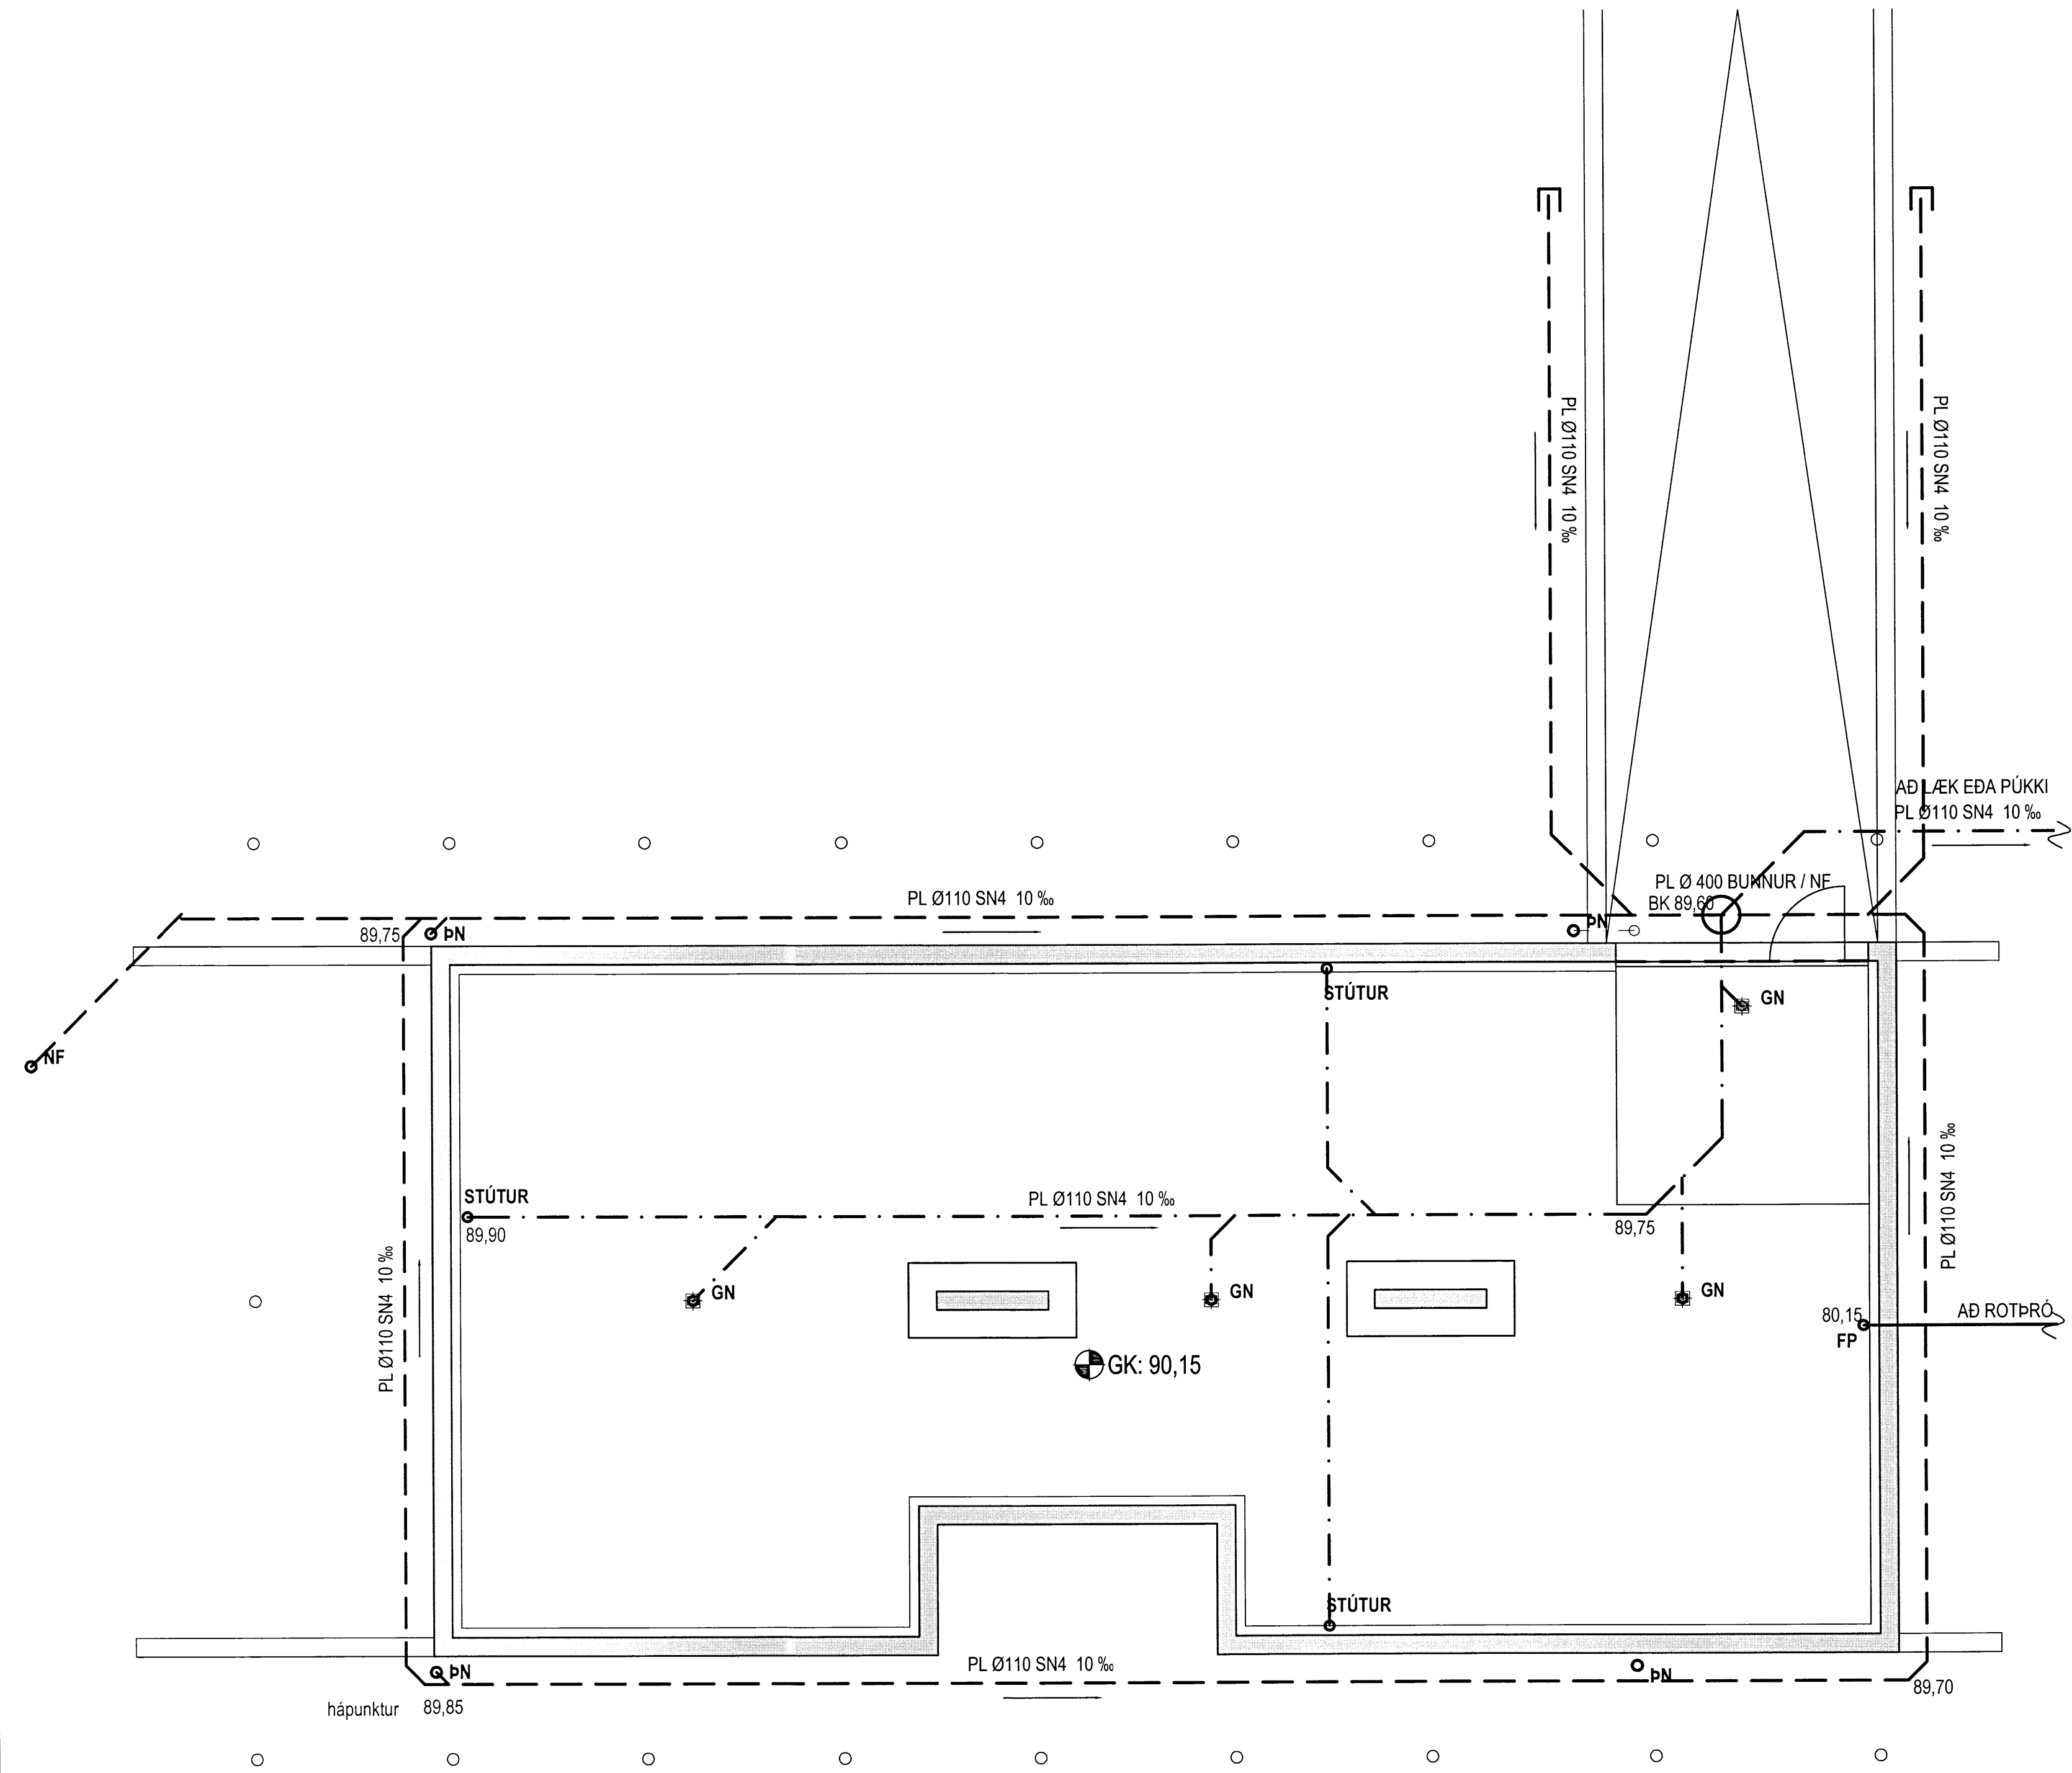 PL Ø110 SN4 10 ‰
PL Ø110 SN4 10 ‰
AÐ LÆK EÐA PÚKKI
PL Ø110 SN4 10 ‰
PL Ø 400 BUNNUR / NF
BK 89,60
PL Ø110 SN4 10 ‰
ÞN
89,75
ÞN
STÚTUR
GN
NF
STÚTUR
89,90
PL Ø110 SN4 10 ‰
89,75
PL Ø110 SN4 10 ‰
PL Ø110 SN4 10 ‰
GN
GN
GN
80,15
FP
AÐ ROTÞRÓ
GK: 90,15
STÚTUR
ÞN
PL Ø110 SN4 10 ‰
ÞN
89,70
hápunktur 89,85